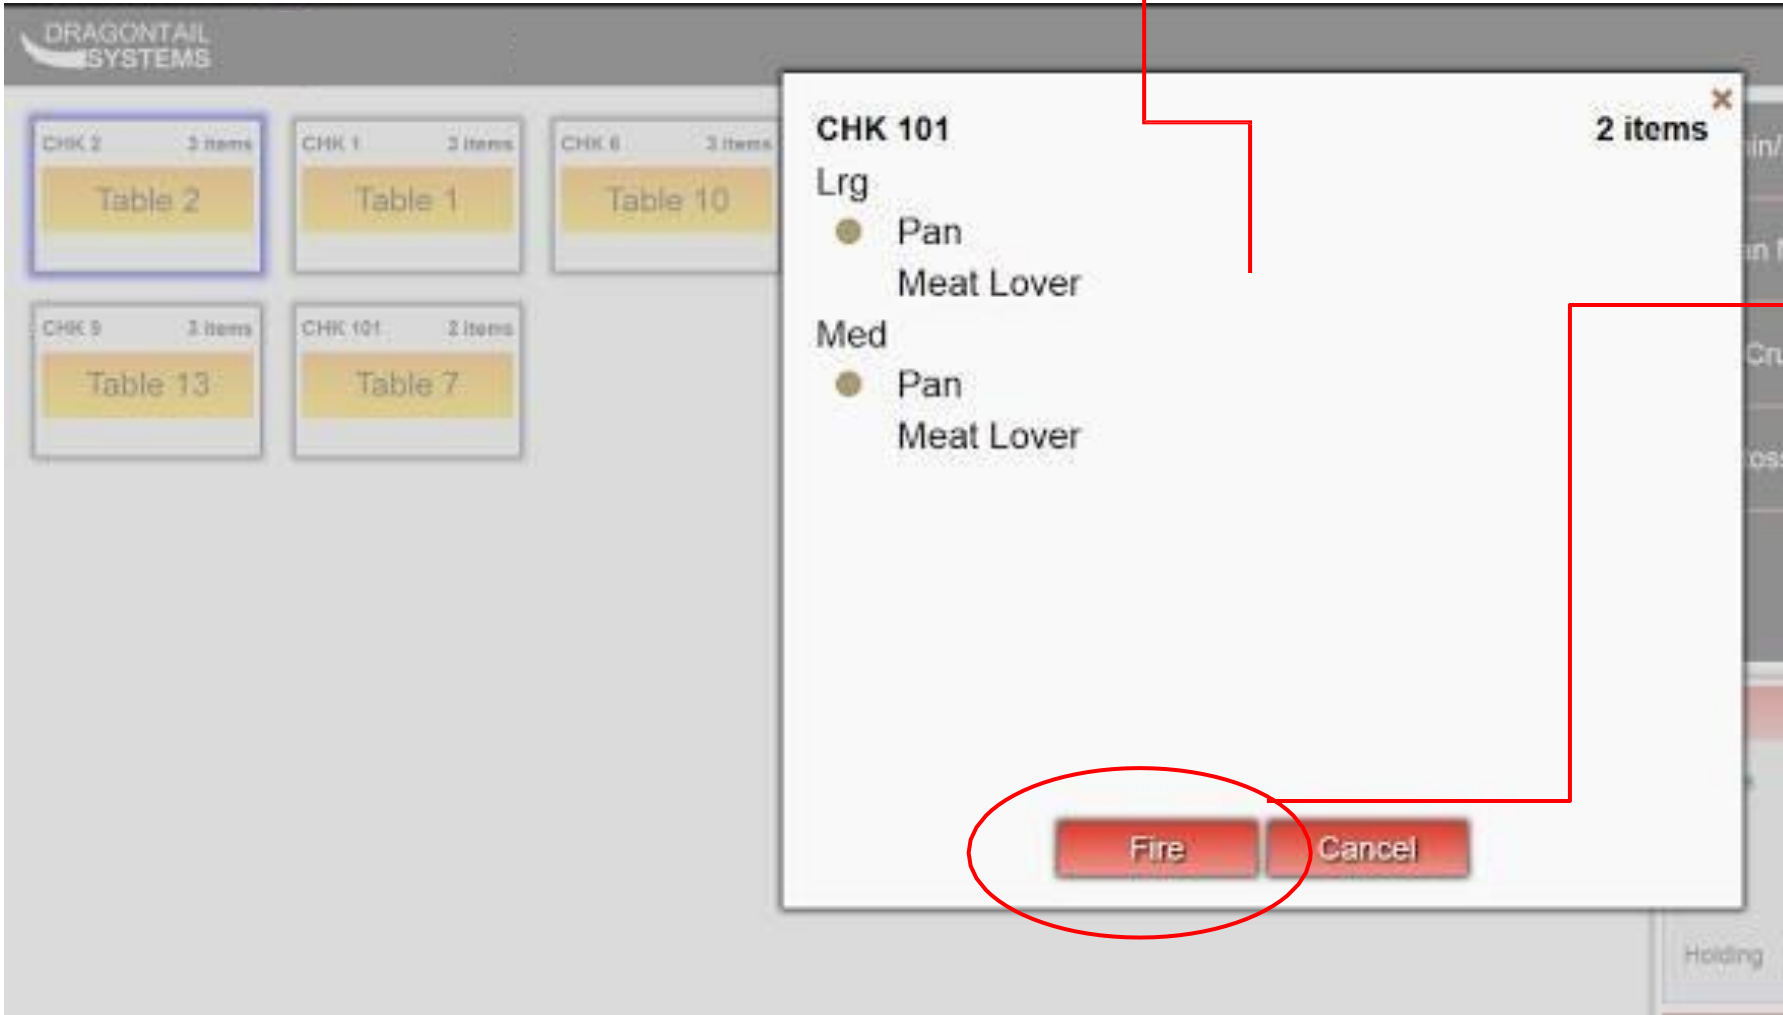 DRAGONTAIL
SYSTEMS
CHK 2 3 items
Table 2
CHK 1 3 items
Table 1
CHK 6 3 items
Table 10
CHK 9 3 items
Table 13
CHK 101 2 items
Table 7
CHK 101 2 items
Lrg
Pan
Meat Lover
Med
Pan
Meat Lover
Fire Cancel
Holding